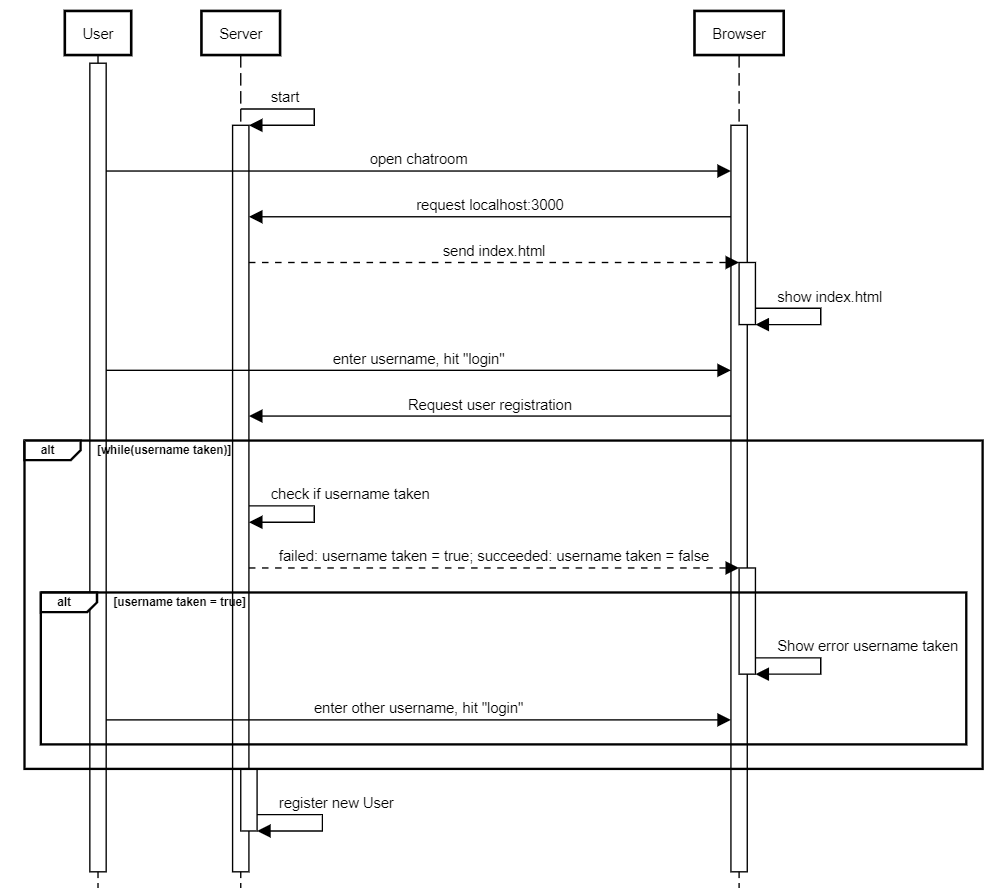 User
Server
Browser
start
open chatroom
request localhost:3000
send index.html
show index.html
enter username, hit "login"
Request user registration
alt
[while(username taken)]
check if username taken
failed: username taken = true; succeeded: username taken = false
alt
[username taken = true]
Show error username taken
enter other username, hit "login"
register new User